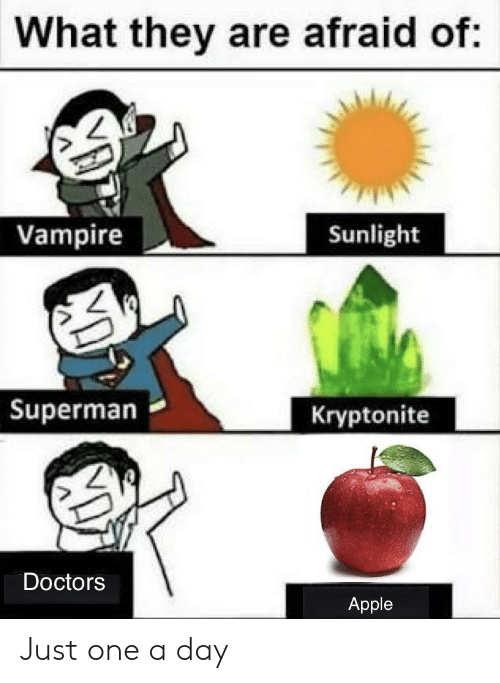 What they are afraid of:
Vampire
Sunlight
Superman
Kryptonite
Doctors
Apple
Just one a day